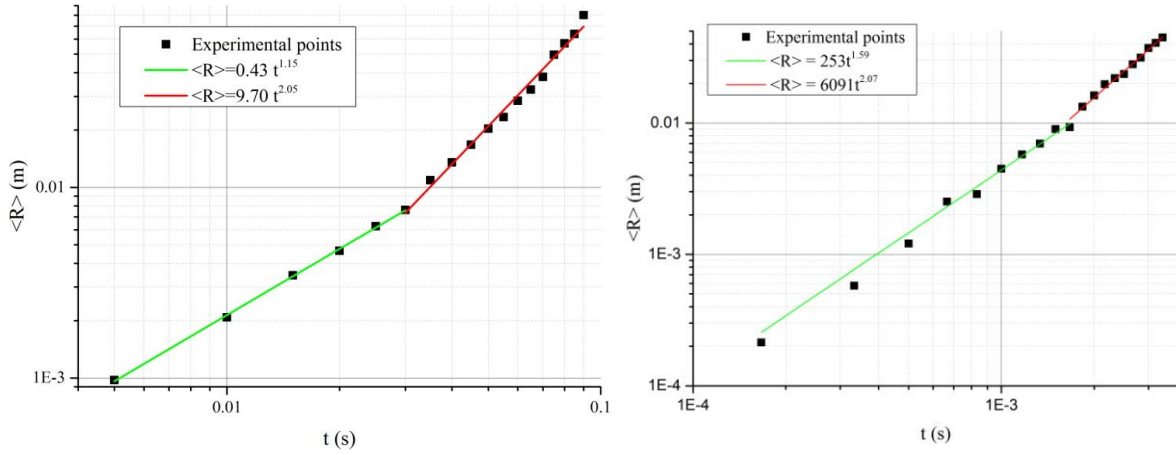 Experimental points
<R>=0.43 t^1.15
<R>=9.70 t^2.05
<R> (m)
0.01
1E-3
0.01
0.1
t (s)
Experimental points
<R> = 253t^1.59
<R> = 6091t^2.07
<R> (m)
0.01
1E-3
1E-4
1E-4
1E-3
t (s)